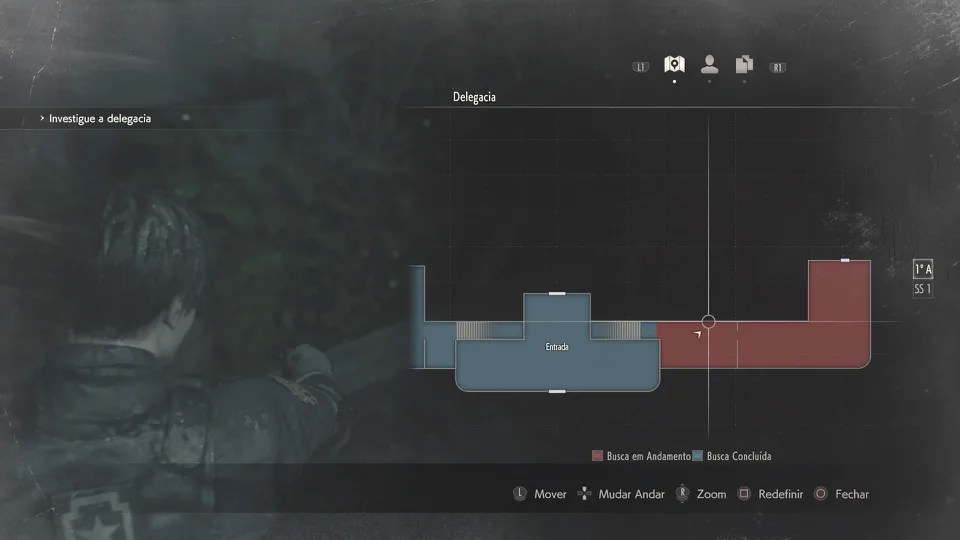 L1
R1
Delegacia
> Investigue a delegacia
1° A
SS 1
Entrada
Busca em Andamento
Busca Concluída
L Mover
Mudar Andar
R Zoom
Redefinir
Fechar